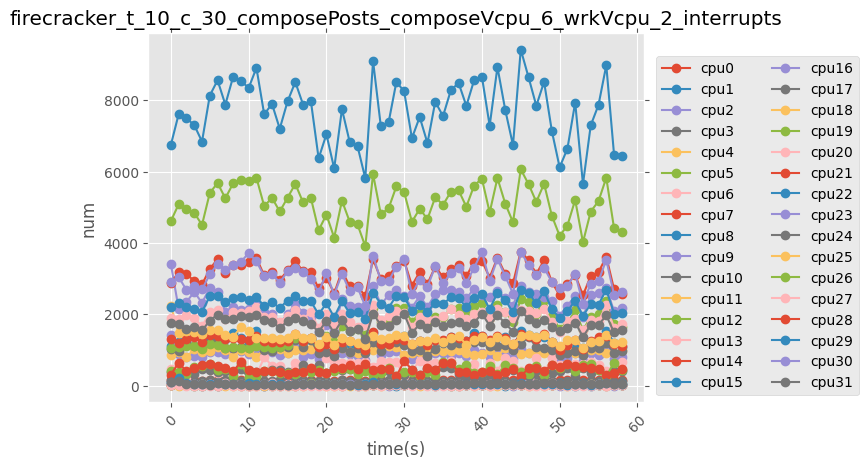 firecracker_t_10_c_30_composePosts_composeVcpu_6_wrkVcpu_2_interrupts
8000
6000
4000
2000
0
num
0
10
20
30
40
50
60
time(s)
cpu0
cpu1
cpu2
cpu3
cpu4
cpu5
cpu6
cpu7
cpu8
cpu9
cpu10
cpu11
cpu12
cpu13
cpu14
cpu15
cpu16
cpu17
cpu18
cpu19
cpu20
cpu21
cpu22
cpu23
cpu24
cpu25
cpu26
cpu27
cpu28
cpu29
cpu30
cpu31